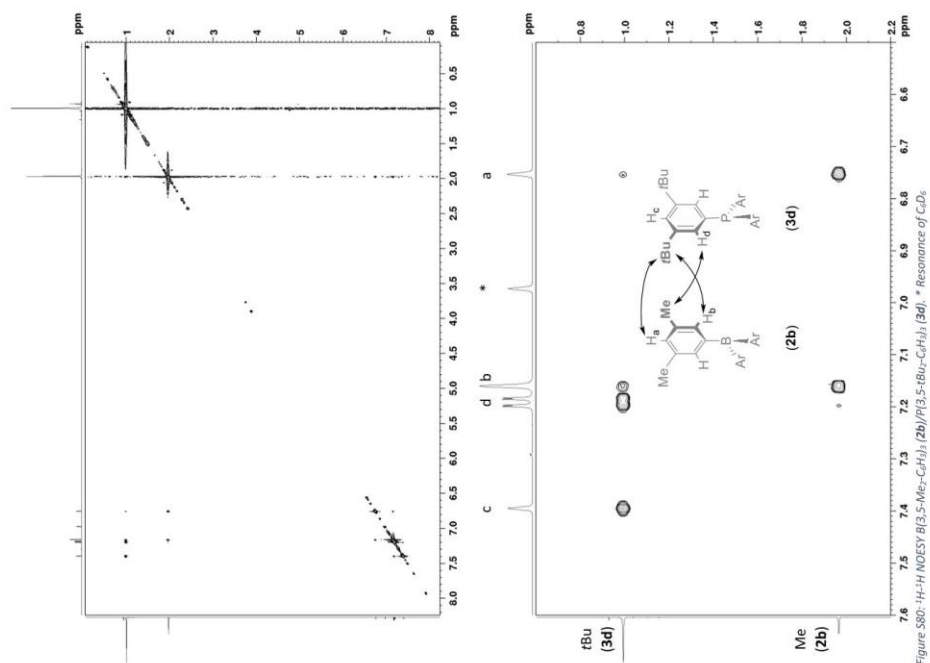 ppm
1
2
3
4
5
6
7
8
0.5
1.0
1.5
2.0
2.5
3.0
3.5
4.0
4.5
5.0
5.5
6.0
6.5
7.0
7.5
8.0
ppm
a
*
b
d
c
ppm
0.8
1.0
1.2
1.4
1.6
1.8
2.0
2.2
ppm
6.6
6.7
6.8
6.9
7.0
7.1
7.2
7.3
7.4
7.5
7.6
tBu
Hc
tBu
H
Hd
P
Ar
Ar
(3d)
Me
Ha
Me
Hb
H
B
Ar
Ar
(2b)
tBu
(3d)
Me
(2b)
Figure S80: ¹H-¹H NOESY B(3,5-Me₂-C₆H₃)₃ (2b)/P(3,5-tBu₂-C₆H₃)₃ (3d). * Resonance of C₆D₆